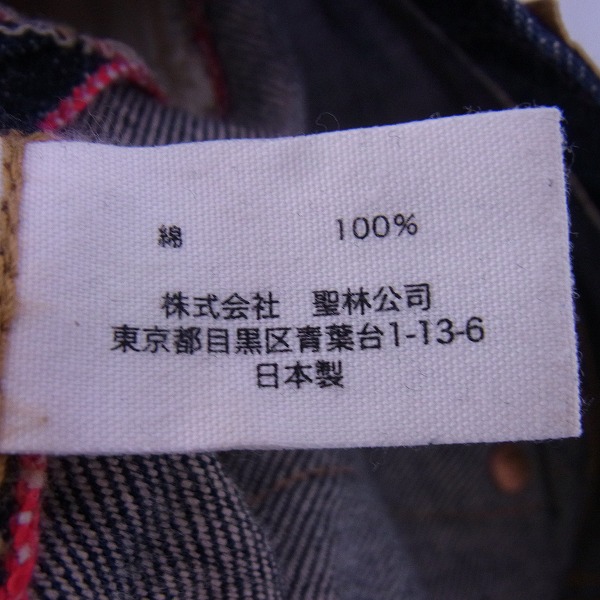 綿 100%
株式会社 聖林公司
東京都目黒区青葉台1-13-6
日本製